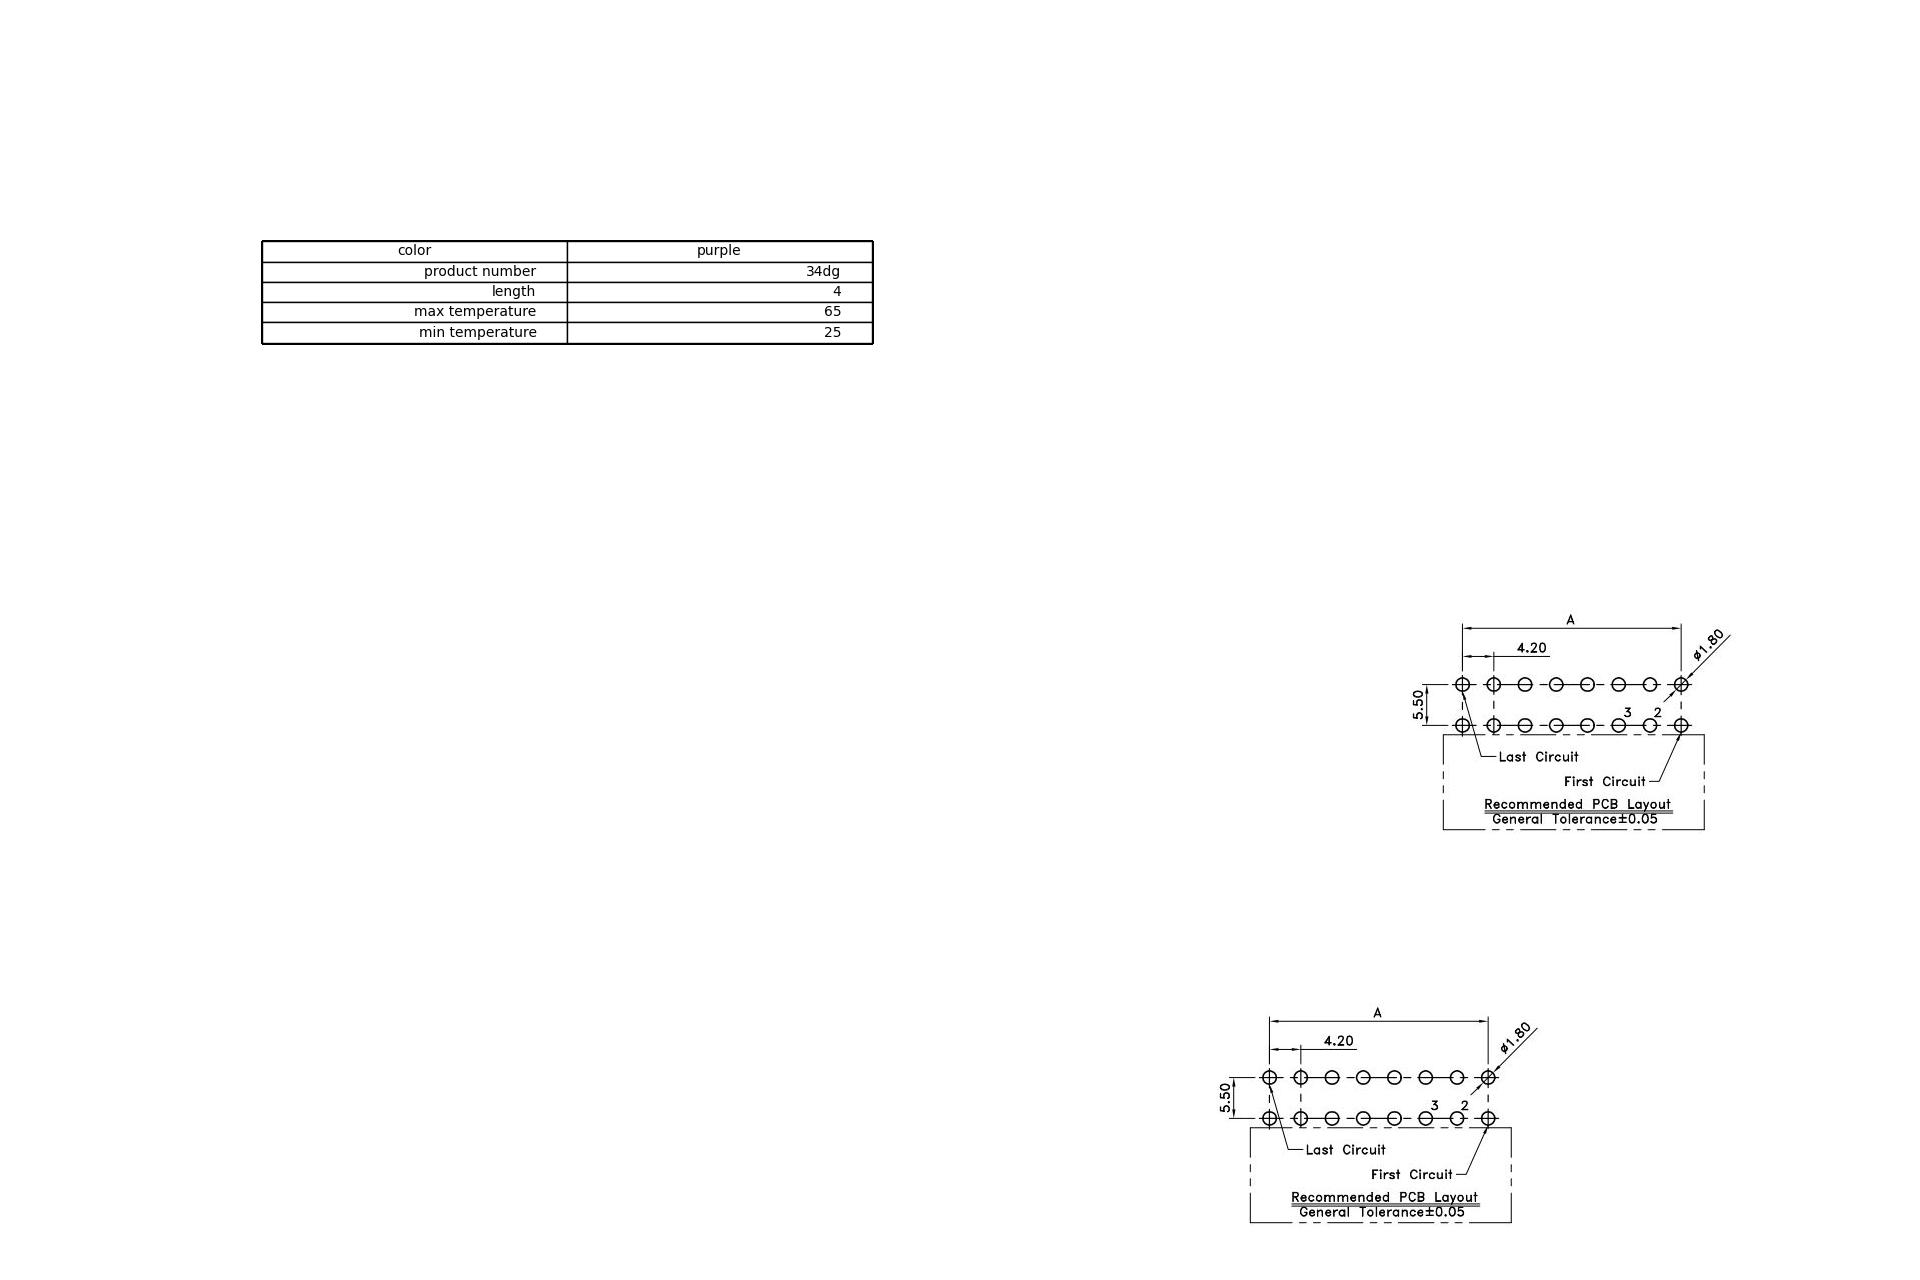 color purple
product number 34dg
length 4
max temperature 65
min temperature 25
A
4.20
ø1.80
5.50
3 2
Last Circuit
First Circuit
Recommended PCB Layout
General Tolerance±0.05
A
4.20
ø1.80
5.50
3 2
Last Circuit
First Circuit
Recommended PCB Layout
General Tolerance±0.05